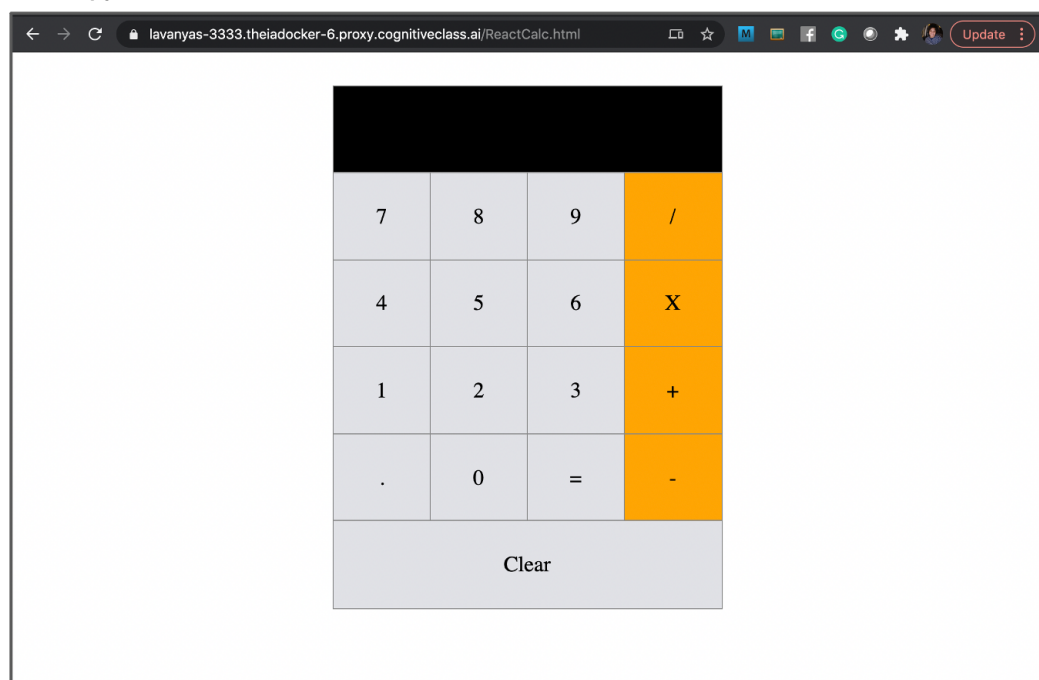 lavanyas-3333.theiadocker-6.proxy.cognitiveclass.ai/ReactCalc.html M f G Update
7 8 9 /
4 5 6 X
1 2 3 +
. 0 = -
Clear